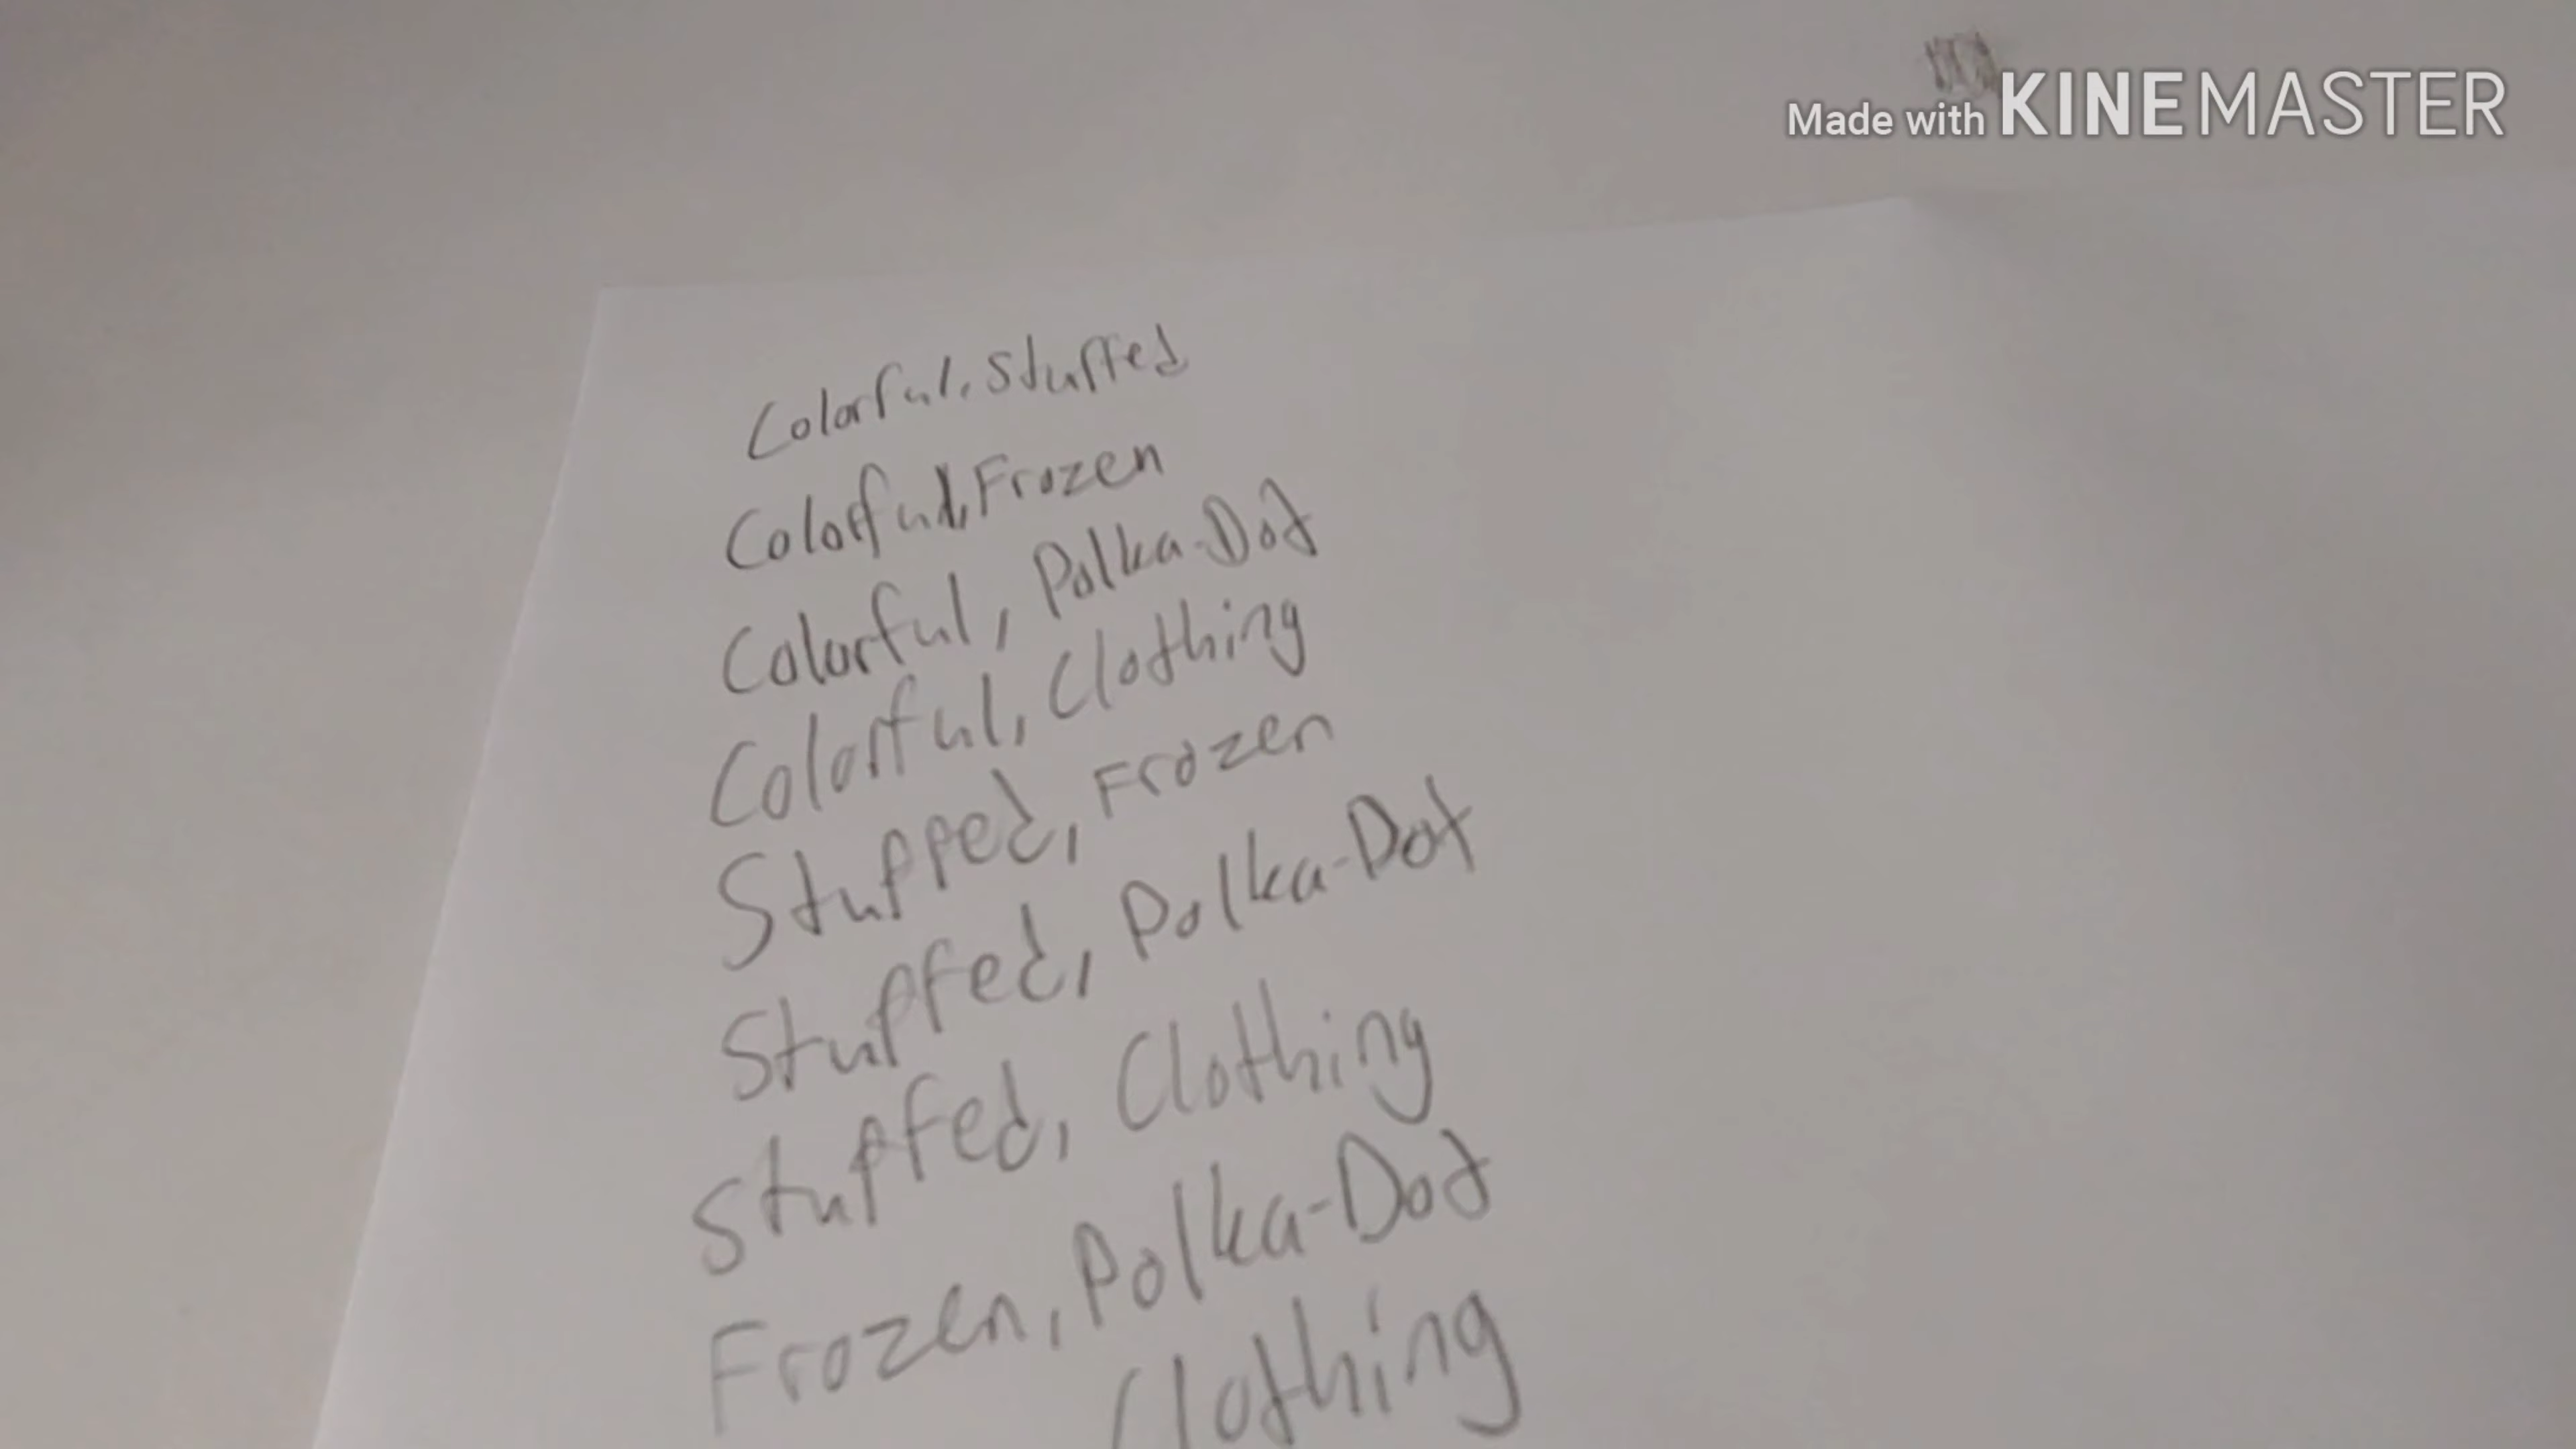 Made with KINEMASTER
Colorful, Stuffed
Colorful, Frozen
Colorful, Polka-Dot
Colorful, Clothing
Stuffed, Frozen
Stuffed, Polka-Dot
Stuffed, Clothing
Frozen, Polka-Dot
Clothing